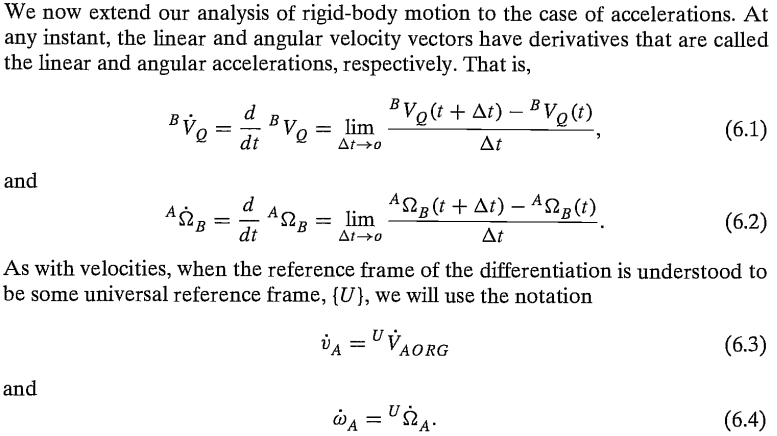 We now extend our analysis of rigid-body motion to the case of accelerations. At
any instant, the linear and angular velocity vectors have derivatives that are called
the linear and angular accelerations, respectively. That is,
$^{B}\dot{V}_{Q} = \frac{d}{dt}\,^{B}V_{Q} = \lim_{\Delta t \to o} \frac{^{B}V_{Q}(t + \Delta t) - {}^{B}V_{Q}(t)}{\Delta t},$ (6.1)
and
$^{A}\dot{\Omega}_{B} = \frac{d}{dt}\,^{A}\Omega_{B} = \lim_{\Delta t \to o} \frac{^{A}\Omega_{B}(t + \Delta t) - {}^{A}\Omega_{B}(t)}{\Delta t}.$ (6.2)
As with velocities, when the reference frame of the differentiation is understood to
be some universal reference frame, {U}, we will use the notation
$\dot{v}_{A} = {}^{U}\dot{V}_{AORG}$ (6.3)
and
$\dot{\omega}_{A} = {}^{U}\dot{\Omega}_{A}.$ (6.4)